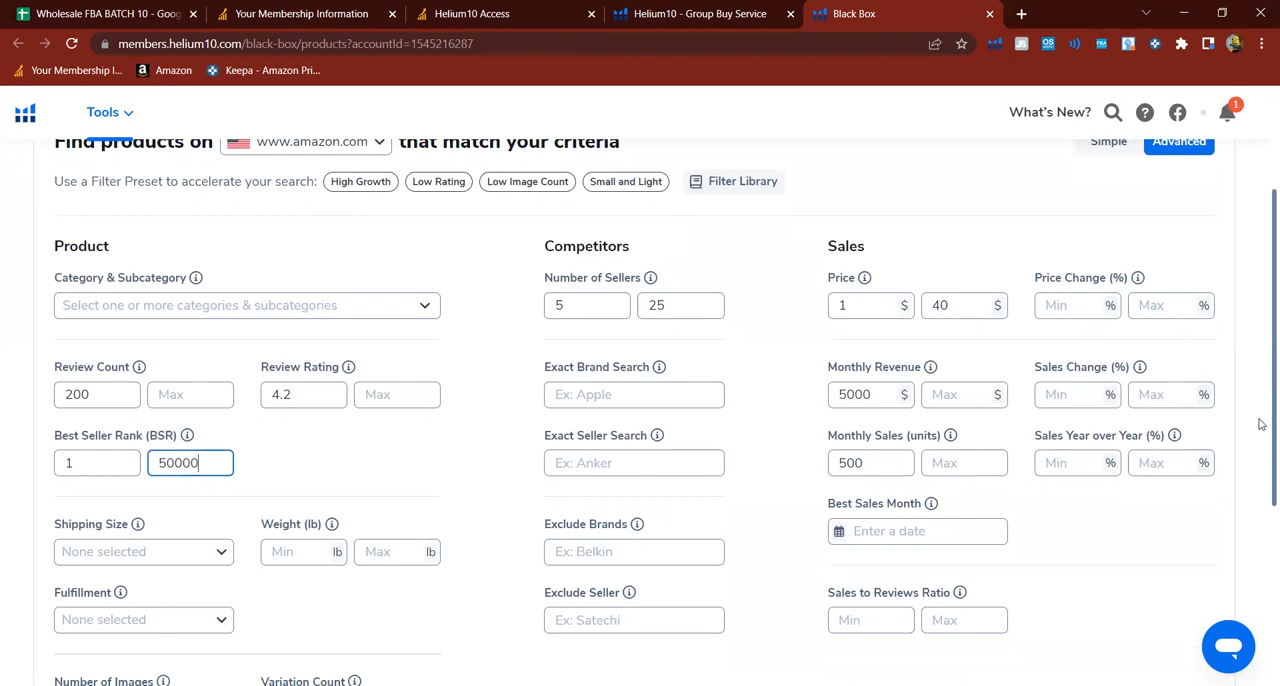 Wholesale FBA BATCH 10 - Goog
Your Membership Information
Helium10 Access
Helium10 - Group Buy Service
Black Box
members.helium10.com/black-box/products?accountId=1545216287
Your Membership I...
Amazon
Keepa - Amazon Pri...
Tools
What's New?
1
Find products on www.amazon.com that match your criteria
Simple Advanced
Use a Filter Preset to accelerate your search: High Growth Low Rating Low Image Count Small and Light Filter Library
Product Competitors Sales
Category & Subcategory Number of Sellers Price Price Change (%)
Select one or more categories & subcategories 5 25 1 $ 40 $ Min % Max %
Review Count Review Rating Exact Brand Search Monthly Revenue Sales Change (%)
200 Max 4.2 Max Ex: Apple 5000 $ Max $ Min % Max %
Best Seller Rank (BSR) Exact Seller Search Monthly Sales (units) Sales Year over Year (%)
1 50000 Ex: Anker 500 Max Min % Max %
Best Sales Month
Shipping Size Weight (lb) Exclude Brands
Enter a date
None selected Min lb Max lb Ex: Belkin
Fulfillment Exclude Seller Sales to Reviews Ratio
None selected Ex: Satechi Min Max
Number of Images Variation Count